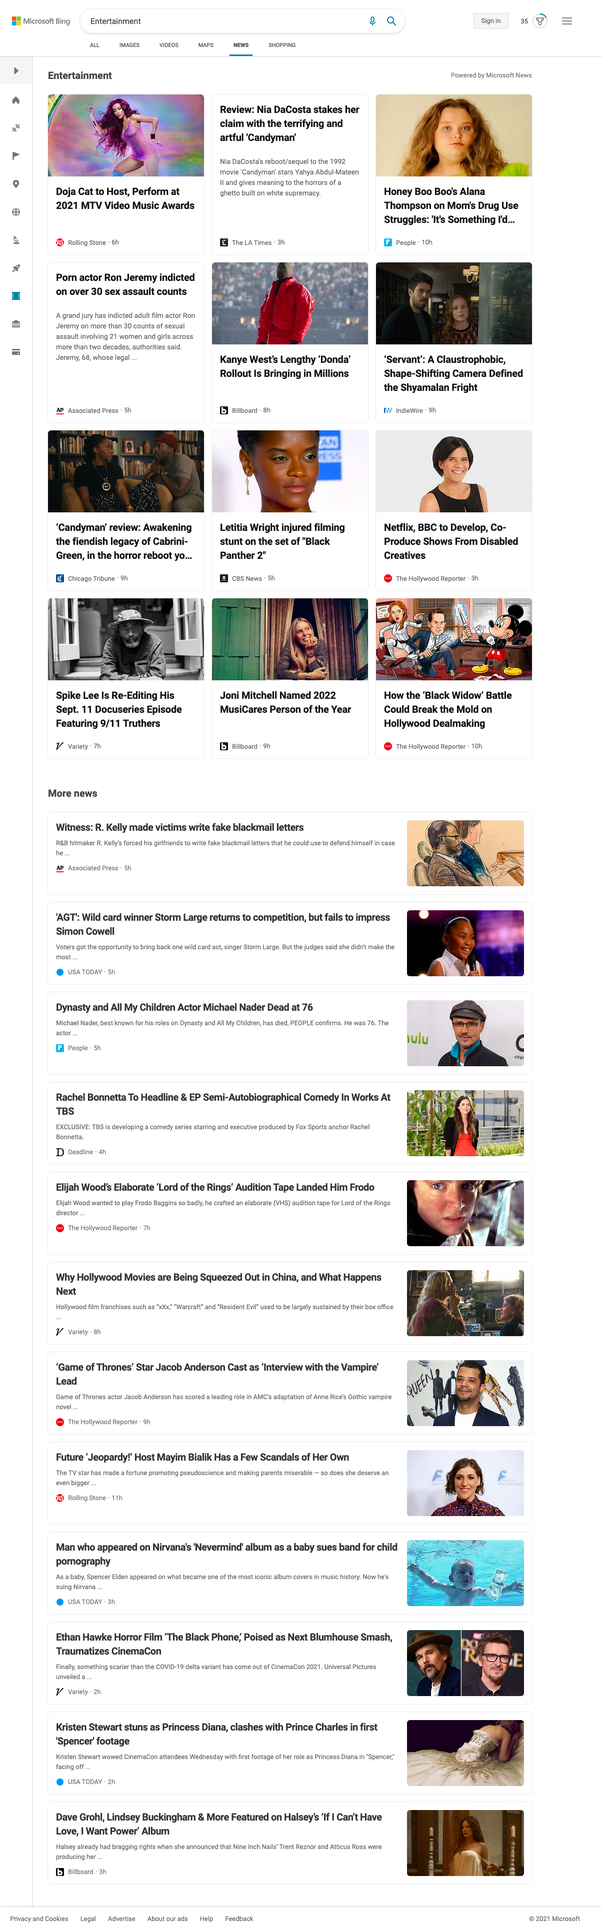 Microsoft Bing
Entertainment
Sign in
35
ALL
IMAGES
VIDEOS
MAPS
NEWS
SHOPPING
Entertainment
Powered by Microsoft News
Doja Cat to Host, Perform at
2021 MTV Video Music Awards
Rolling Stone · 6h
Review: Nia DaCosta stakes her
claim with the terrifying and
artful 'Candyman'
Nia DaCosta's reboot/sequel to the 1992
movie 'Candyman' stars Yahya Abdul-Mateen
II and gives meaning to the horrors of a
ghetto built on white supremacy.
The LA Times · 3h
Honey Boo Boo's Alana
Thompson on Mom's Drug Use
Struggles: 'It's Something I'd...
People · 10h
Porn actor Ron Jeremy indicted
on over 30 sex assault counts
A grand jury has indicted adult film actor Ron
Jeremy on more than 30 counts of sexual
assault involving 21 women and girls across
more than two decades, authorities said.
Jeremy, 68, whose legal ...
AP
Associated Press · 5h
Kanye West's Lengthy 'Donda'
Rollout Is Bringing in Millions
Billboard · 8h
'Servant': A Claustrophobic,
Shape-Shifting Camera Defined
the Shyamalan Fright
IndieWire · 9h
'Candyman' review: Awakening
the fiendish legacy of Cabrini-
Green, in the horror reboot yo...
Chicago Tribune · 9h
Letitia Wright injured filming
stunt on the set of "Black
Panther 2"
CBS News · 5h
Netflix, BBC to Develop, Co-
Produce Shows From Disabled
Creatives
The Hollywood Reporter · 3h
Spike Lee Is Re-Editing His
Sept. 11 Docuseries Episode
Featuring 9/11 Truthers
Variety · 7h
Joni Mitchell Named 2022
MusiCares Person of the Year
Billboard · 9h
How the 'Black Widow' Battle
Could Break the Mold on
Hollywood Dealmaking
The Hollywood Reporter · 10h
More news
Witness: R. Kelly made victims write fake blackmail letters
R&B hitmaker R. Kelly's forced his girlfriends to write fake blackmail letters that he could use to defend himself in case
he ...
AP
Associated Press · 5h
'AGT': Wild card winner Storm Large returns to competition, but fails to impress
Simon Cowell
Voters got the opportunity to bring back one wild card act, singer Storm Large. But the judges said she didn't make the
most ...
USA TODAY · 5h
Dynasty and All My Children Actor Michael Nader Dead at 76
Michael Nader, best known for his roles on Dynasty and All My Children, has died, PEOPLE confirms. He was 76. The
actor ...
People · 5h
hulu
Rachel Bonnetta To Headline & EP Semi-Autobiographical Comedy In Works At
TBS
EXCLUSIVE: TBS is developing a comedy series starring and executive produced by Fox Sports anchor Rachel
Bonnetta.
Deadline · 4h
Elijah Wood's Elaborate 'Lord of the Rings' Audition Tape Landed Him Frodo
Elijah Wood wanted to play Frodo Baggins so badly, he crafted an elaborate (VHS) audition tape for Lord of the Rings
director ...
The Hollywood Reporter · 7h
Why Hollywood Movies are Being Squeezed Out in China, and What Happens
Next
Hollywood film franchises such as "xXx," "Warcraft" and "Resident Evil" used to be largely sustained by their box office
...
Variety · 8h
'Game of Thrones' Star Jacob Anderson Cast as 'Interview with the Vampire'
Lead
Game of Thrones actor Jacob Anderson has scored a leading role in AMC's adaptation of Anne Rice's Gothic vampire
novel ...
The Hollywood Reporter · 9h
QUEEN
Future 'Jeopardy!' Host Mayim Bialik Has a Few Scandals of Her Own
The TV star has made a fortune promoting pseudoscience and making parents miserable — so does she deserve an
even bigger ...
Rolling Stone · 11h
Man who appeared on Nirvana's 'Nevermind' album as a baby sues band for child
pornography
As a baby, Spencer Elden appeared on what became one of the most iconic album covers in music history. Now he's
suing Nirvana ...
USA TODAY · 3h
Ethan Hawke Horror Film 'The Black Phone,' Poised as Next Blumhouse Smash,
Traumatizes CinemaCon
Finally, something scarier than the COVID-19 delta variant has come out of CinemaCon 2021. Universal Pictures
unveiled a ...
Variety · 2h
Kristen Stewart stuns as Princess Diana, clashes with Prince Charles in first
'Spencer' footage
Kristen Stewart wowed CinemaCon attendees Wednesday with first footage of her role as Princess Diana in "Spencer,"
facing off ...
USA TODAY · 2h
Dave Grohl, Lindsey Buckingham & More Featured on Halsey's 'If I Can't Have
Love, I Want Power' Album
Halsey already had bragging rights when she announced that Nine Inch Nails' Trent Reznor and Atticus Ross were
producing her ...
Billboard · 3h
Privacy and Cookies
Legal
Advertise
About our ads
Help
Feedback
© 2021 Microsoft